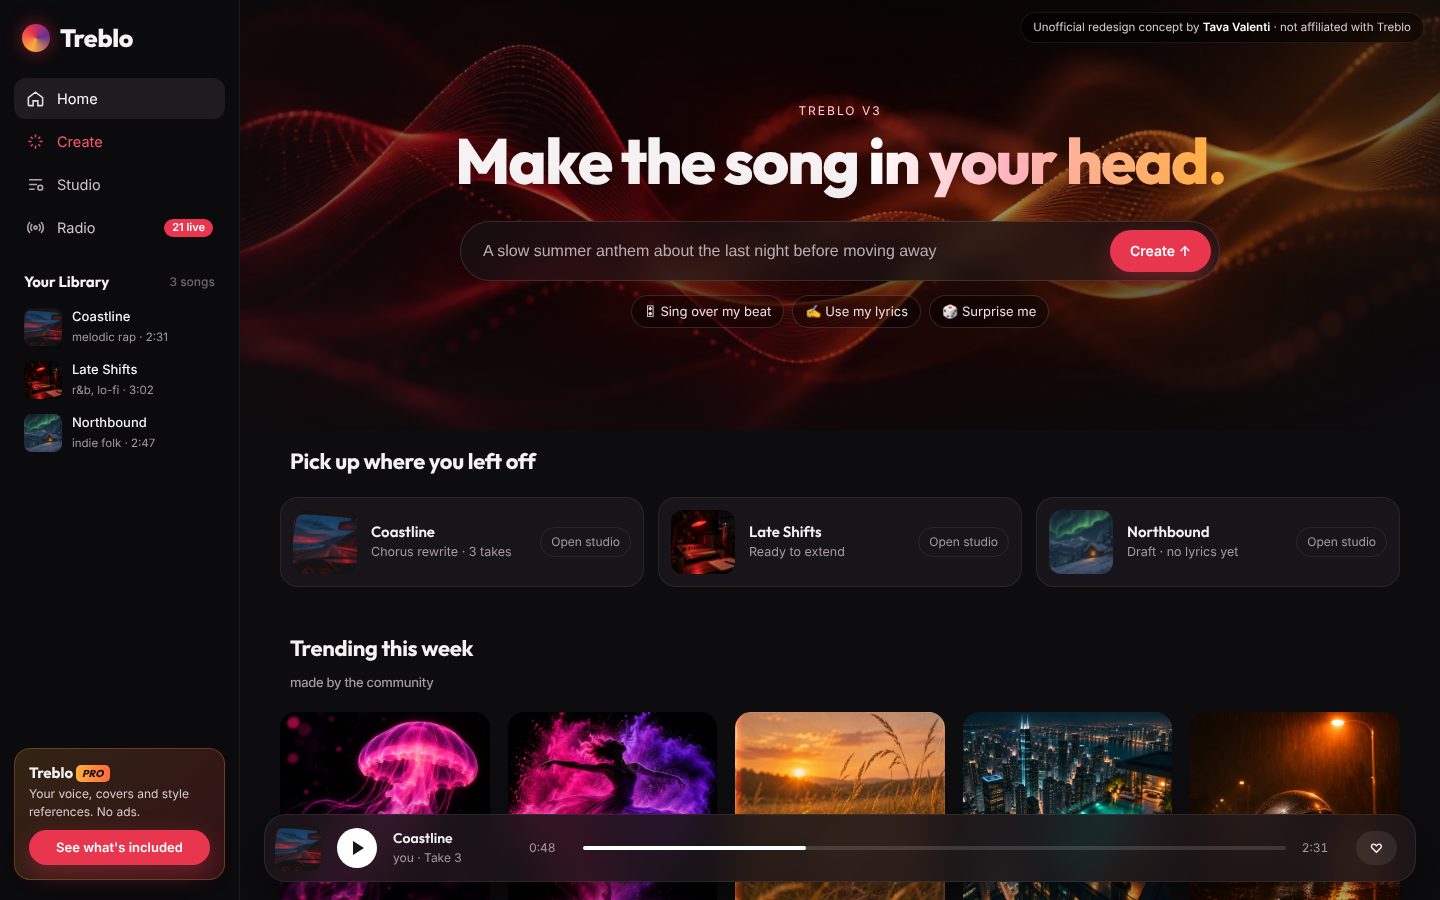 Treblo
Home
Create
Studio
Radio
21 live
Your Library
3 songs
Coastline
melodic rap · 2:31
Late Shifts
r&b, lo-fi · 3:02
Northbound
indie folk · 2:47
Treblo PRO
Your voice, covers and style
references. No ads.
See what's included
Unofficial redesign concept by Tava Valenti · not affiliated with Treblo
TREBLO V3
Make the song in your head.
A slow summer anthem about the last night before moving away
Create ↑
🎛 Sing over my beat
✍️ Use my lyrics
🎲 Surprise me
Pick up where you left off
Coastline
Chorus rewrite · 3 takes
Open studio
Late Shifts
Ready to extend
Open studio
Northbound
Draft · no lyrics yet
Open studio
Trending this week
made by the community
Coastline
you · Take 3
0:48
2:31